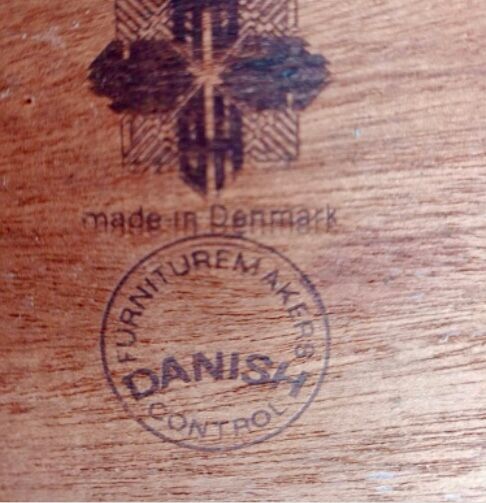 made in Denmark
FURNITUREMAKERS
DANISH
CONTROL